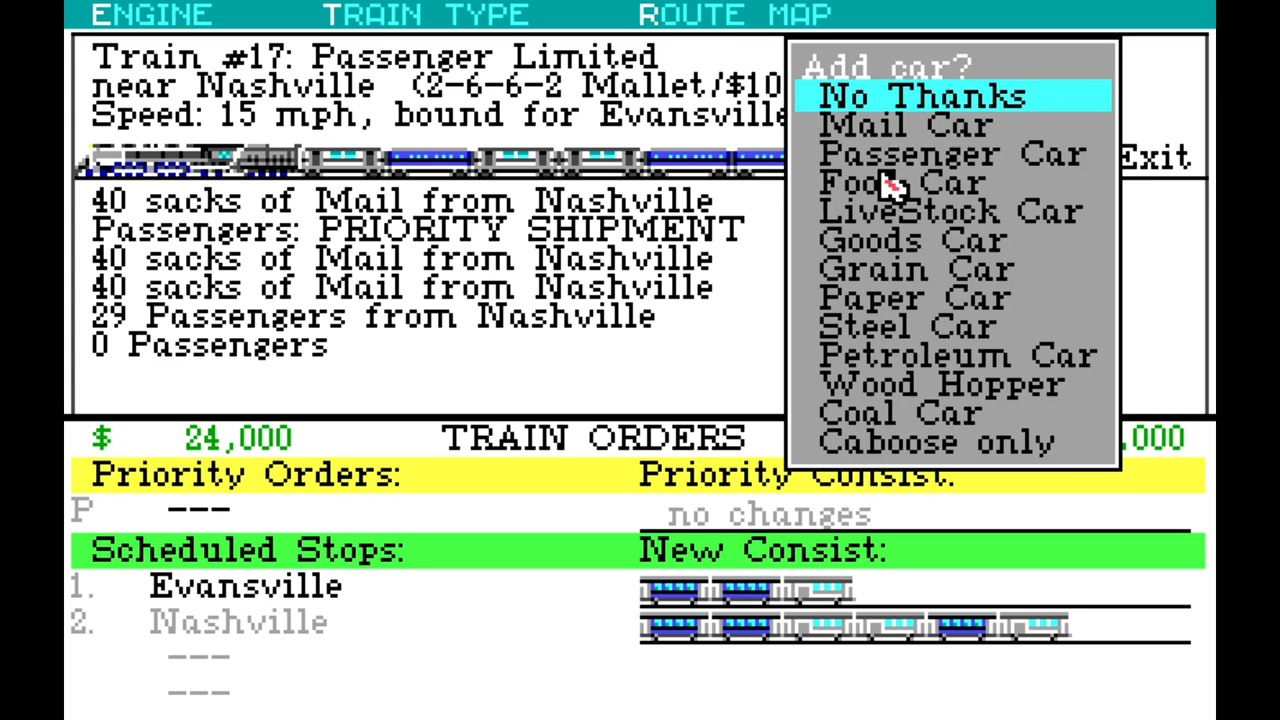 ENGINE TRAIN TYPE ROUTE MAP
Train #17: Passenger Limited
near Nashville (2-6-6-2 Mallet/$10
Speed: 15 mph, bound for Evansville
Exit
40 sacks of Mail from Nashville
Passengers: PRIORITY SHIPMENT
40 sacks of Mail from Nashville
40 sacks of Mail from Nashville
29 Passengers from Nashville
0 Passengers
Add car?
No Thanks
Mail Car
Passenger Car
Food Car
LiveStock Car
Goods Car
Grain Car
Paper Car
Steel Car
Petroleum Car
Wood Hopper
Coal Car
Caboose only
$ 24,000 TRAIN ORDERS ,000
Priority Orders: Priority Consist:
P --- no changes
Scheduled Stops: New Consist:
1. Evansville
2. Nashville
---
---